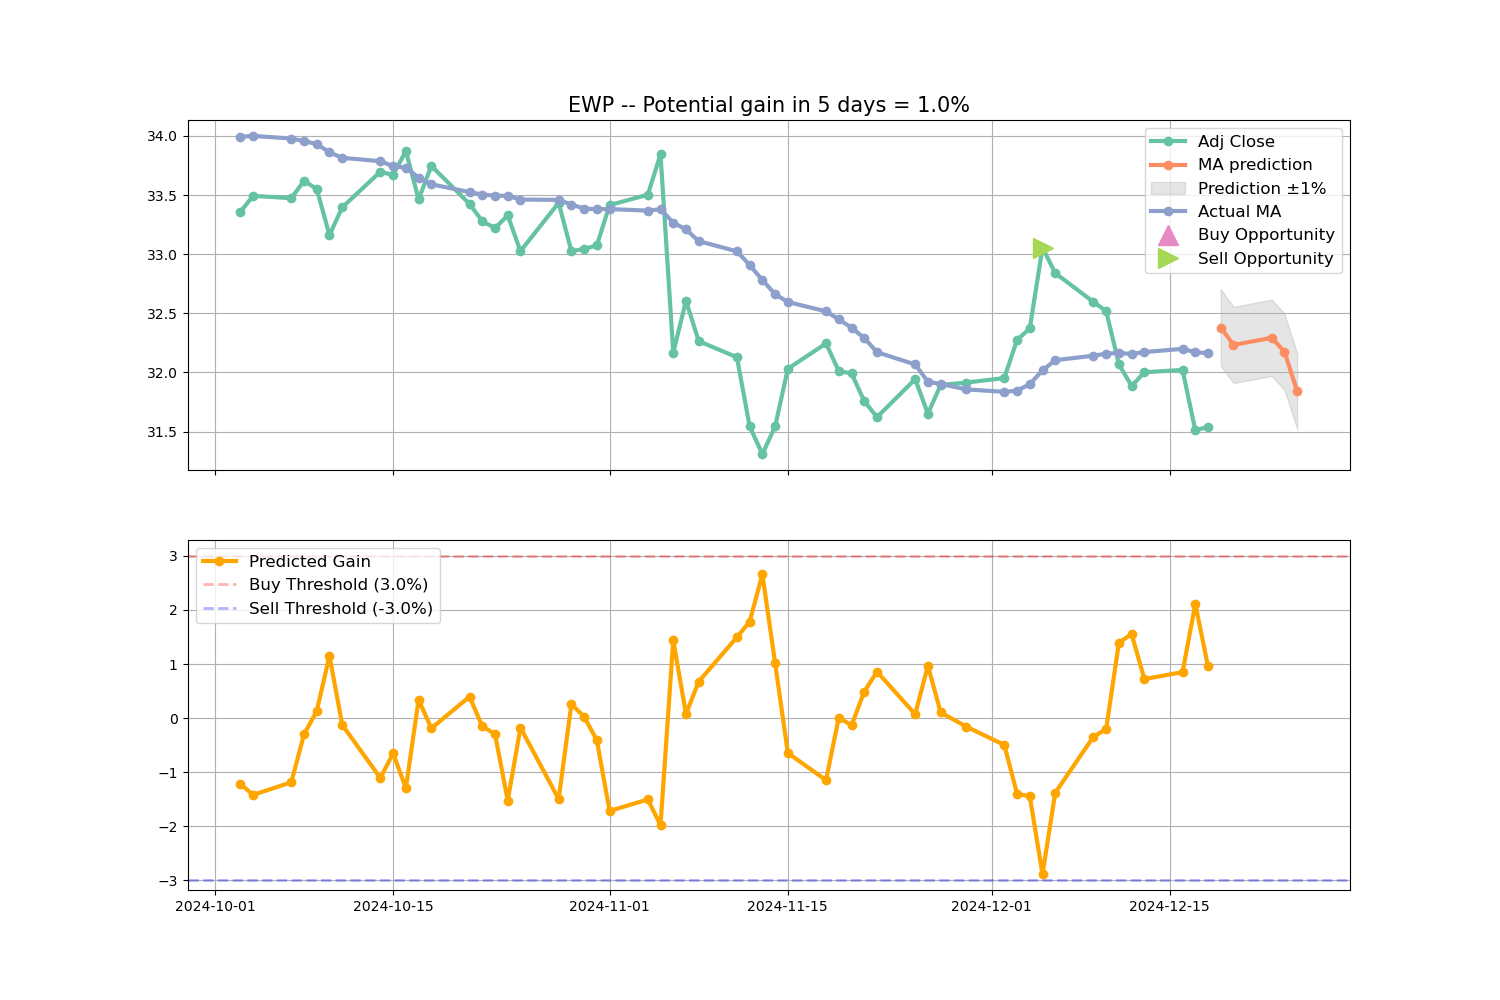 EWP -- Potential gain in 5 days = 1.0%
34.0
33.5
33.0
32.5
32.0
31.5
Adj Close
MA prediction
Prediction ±1%
Actual MA
Buy Opportunity
Sell Opportunity
3
2
1
0
−1
−2
−3
Predicted Gain
Buy Threshold (3.0%)
Sell Threshold (-3.0%)
2024-10-01 2024-10-15 2024-11-01 2024-11-15 2024-12-01 2024-12-15